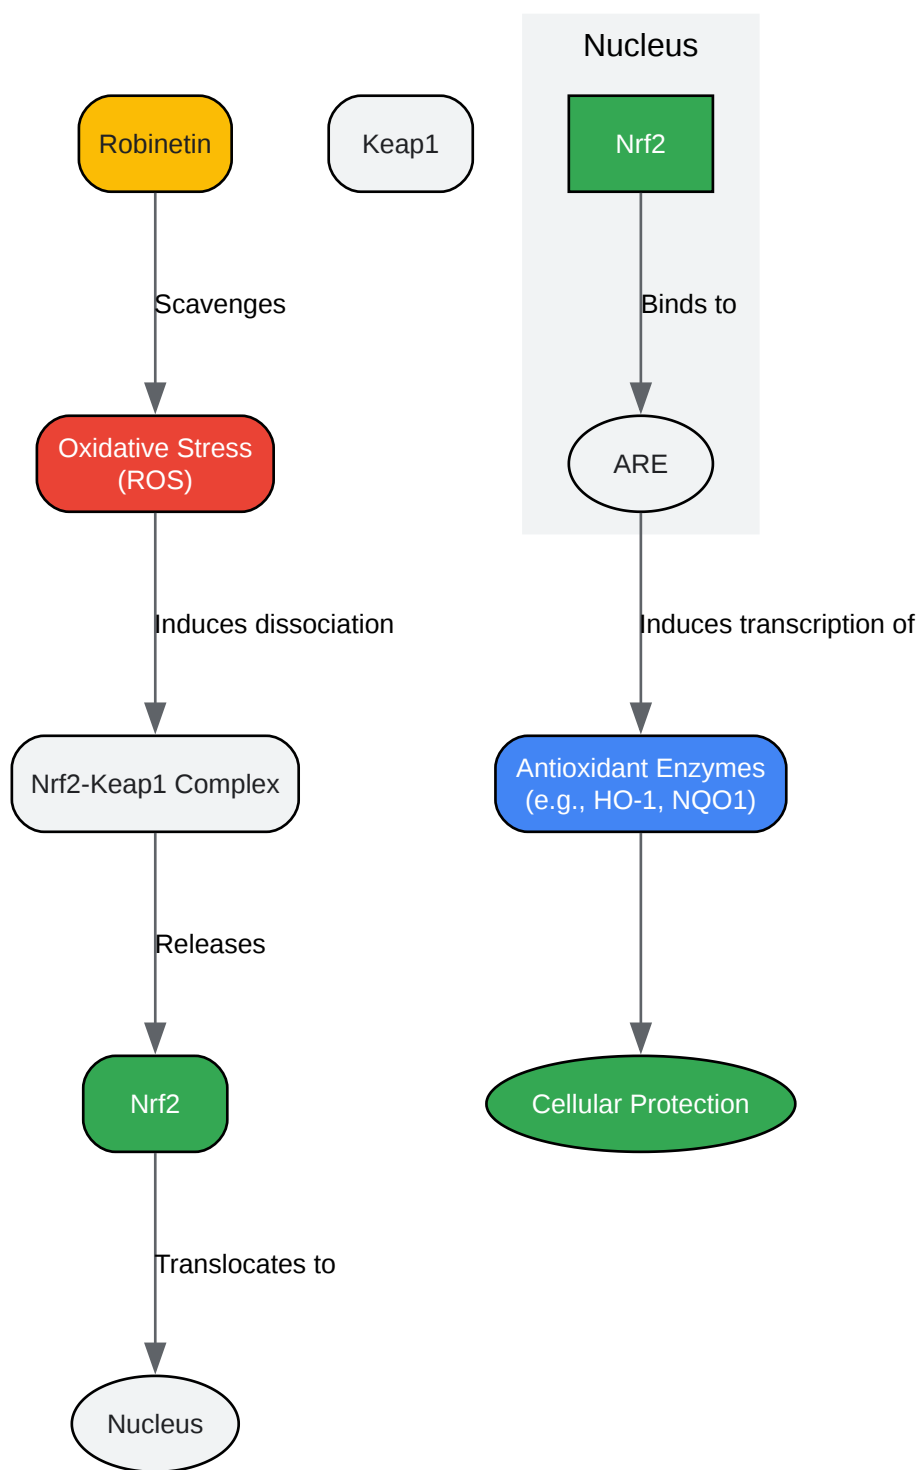 Nucleus
Robinetin
Keap1
Nrf2
Scavenges
Binds to
Oxidative Stress
(ROS)
ARE
Induces dissociation
Induces transcription of
Nrf2-Keap1 Complex
Antioxidant Enzymes
(e.g., HO-1, NQO1)
Releases
Nrf2
Cellular Protection
Translocates to
Nucleus